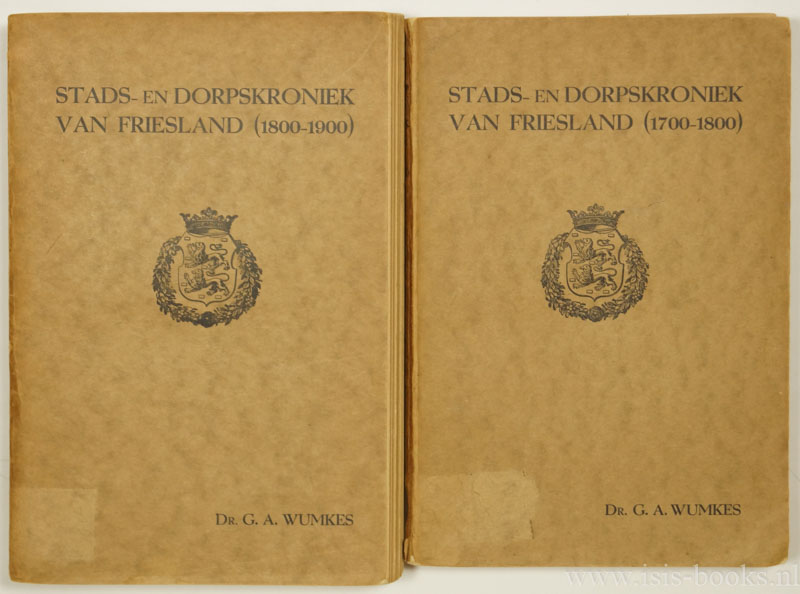 STADS- EN DORPSKRONIEK
VAN FRIESLAND (1800-1900)
DR. G. A. WUMKES
STADS- EN DORPSKRONIEK
VAN FRIESLAND (1700-1800)
DR. G. A. WUMKES
www.isis-books.nl